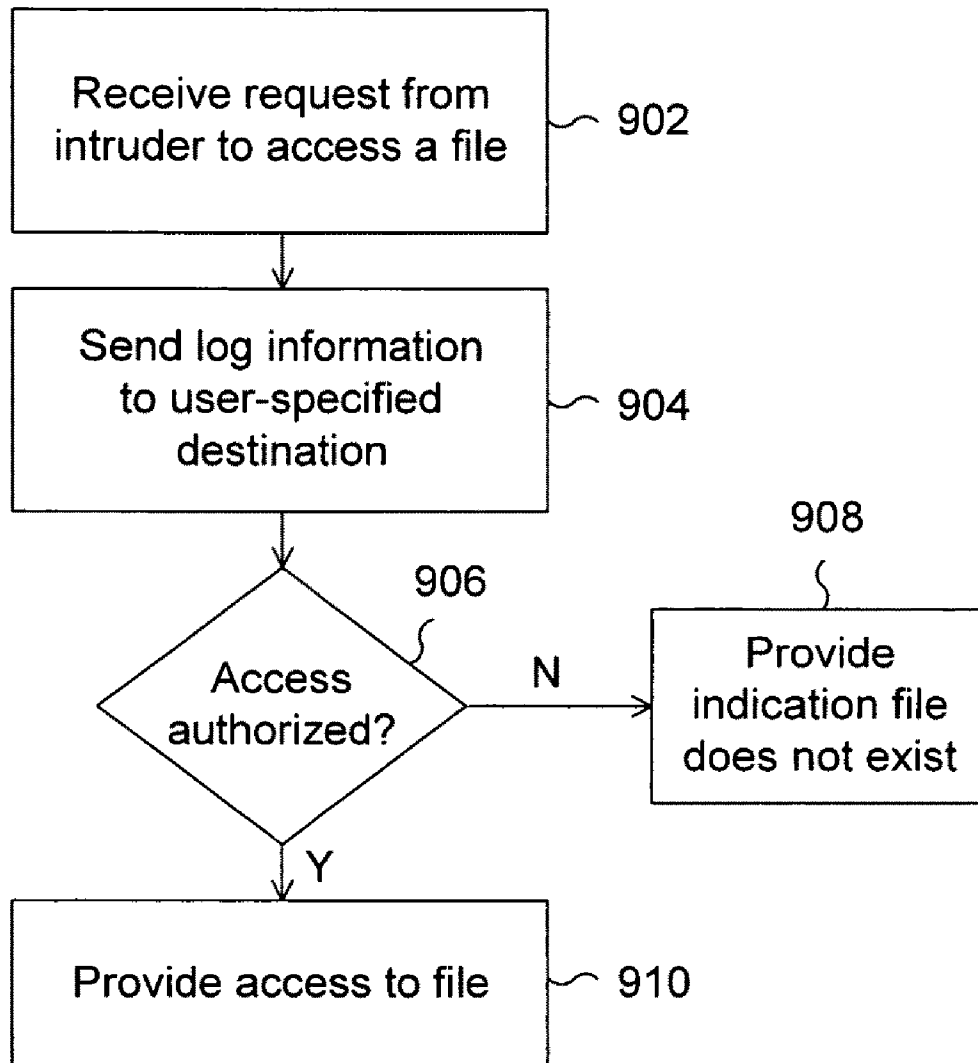 Receive request from
intruder to access a file
902
Send log information
to user-specified
destination
904
906
Access
authorized?
N
908
Provide
indication file
does not exist
Y
Provide access to file
910